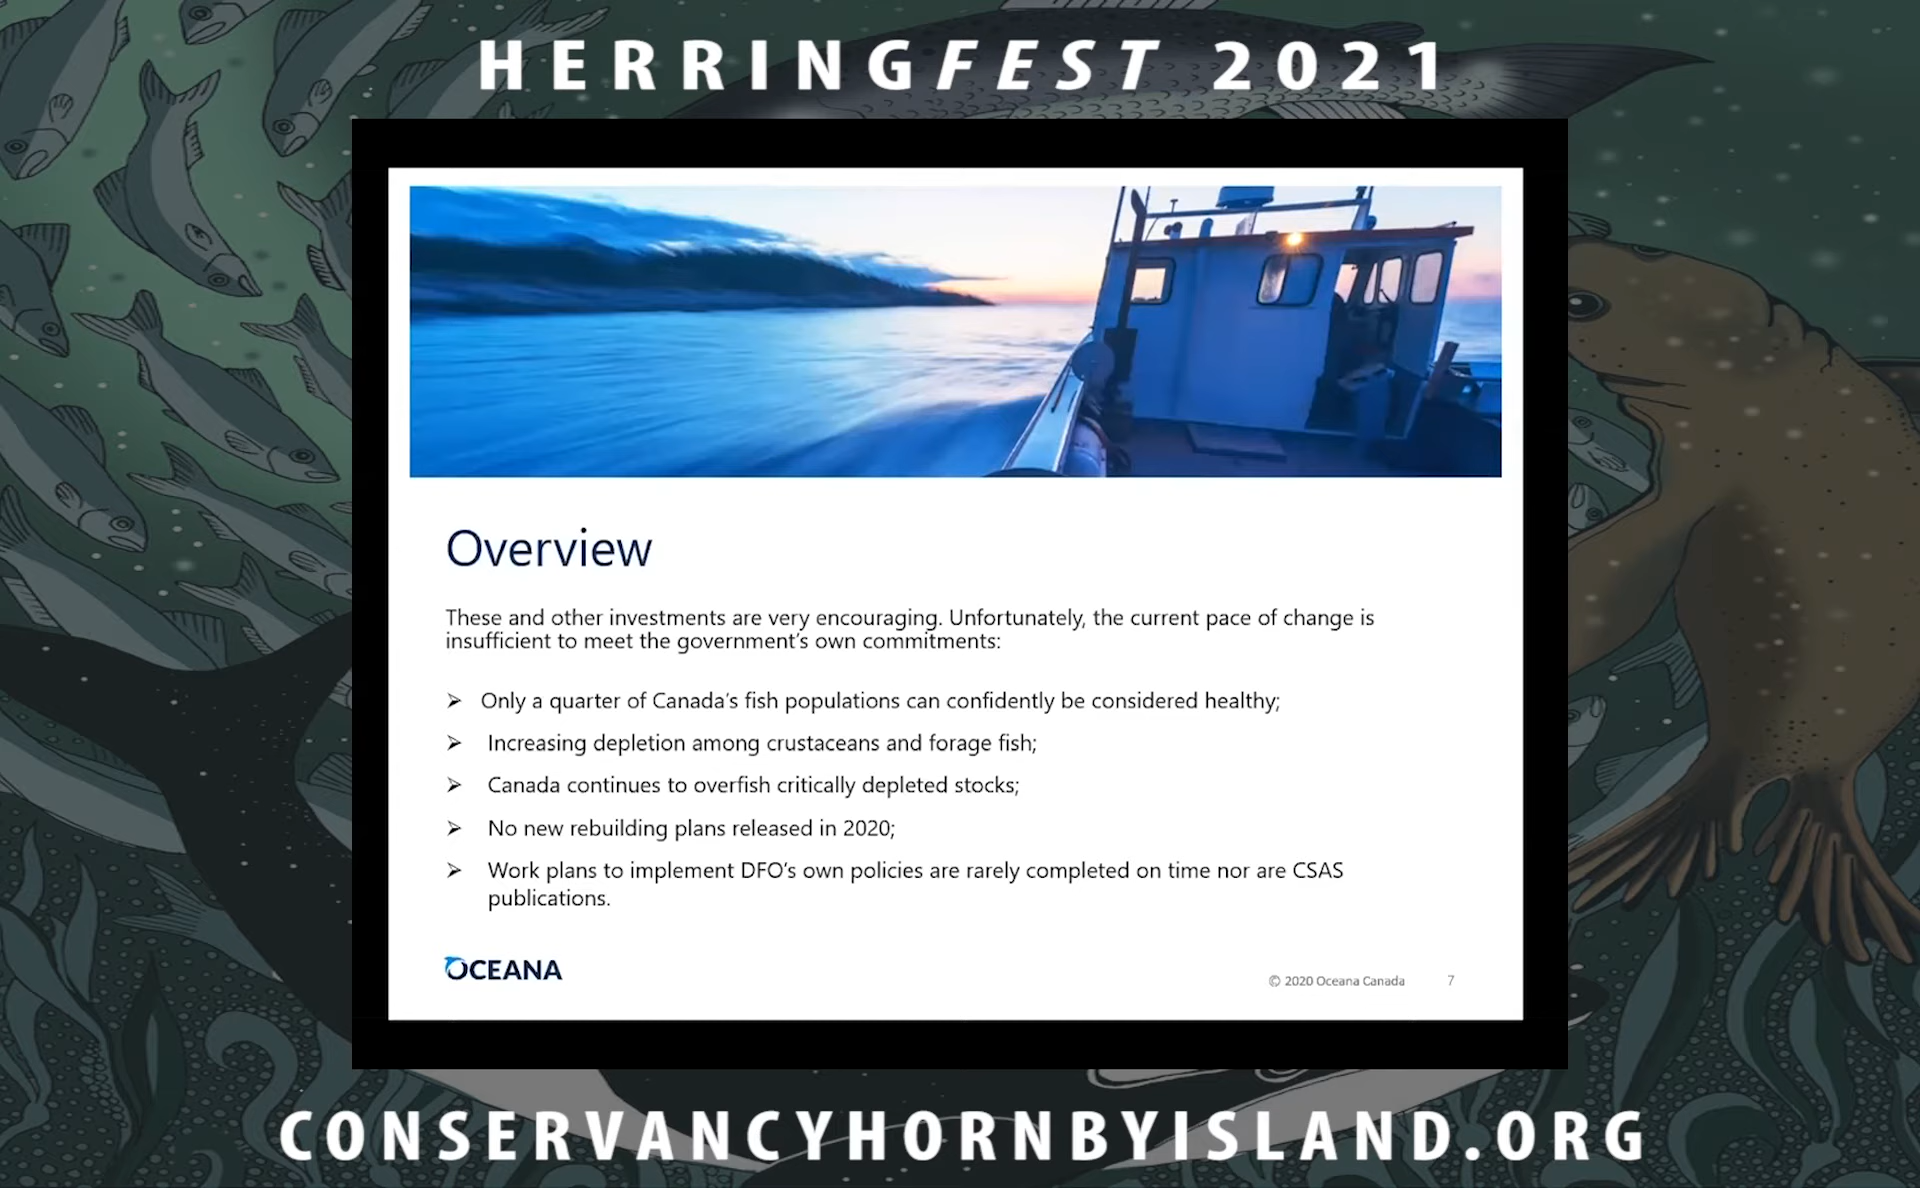 HERRINGFEST 2021
Overview
These and other investments are very encouraging. Unfortunately, the current pace of change is
insufficient to meet the government's own commitments:
➤ Only a quarter of Canada's fish populations can confidently be considered healthy;
➤ Increasing depletion among crustaceans and forage fish;
➤ Canada continues to overfish critically depleted stocks;
➤ No new rebuilding plans released in 2020;
➤ Work plans to implement DFO's own policies are rarely completed on time nor are CSAS
publications.
OCEANA
© 2020 Oceana Canada 7
CONSERVANCYHORNBYISLAND.ORG